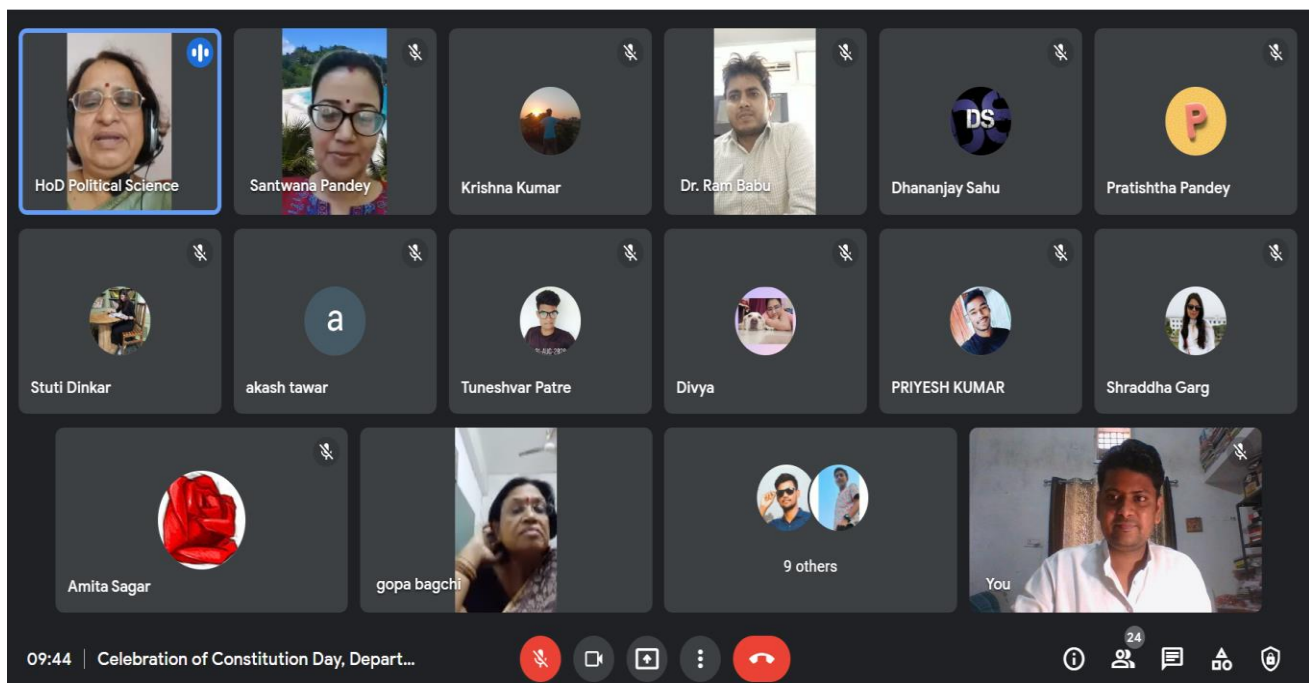 HoD Political Science
Santwana Pandey
Krishna Kumar
Dr. Ram Babu
DS
Dhananjay Sahu
P
Pratishtha Pandey
Stuti Dinkar
a
akash tawar
Tuneshvar Patre
Divya
PRIYESH KUMAR
Shraddha Garg
Amita Sagar
gopa bagchi
9 others
You
09:44 | Celebration of Constitution Day, Depart...
24